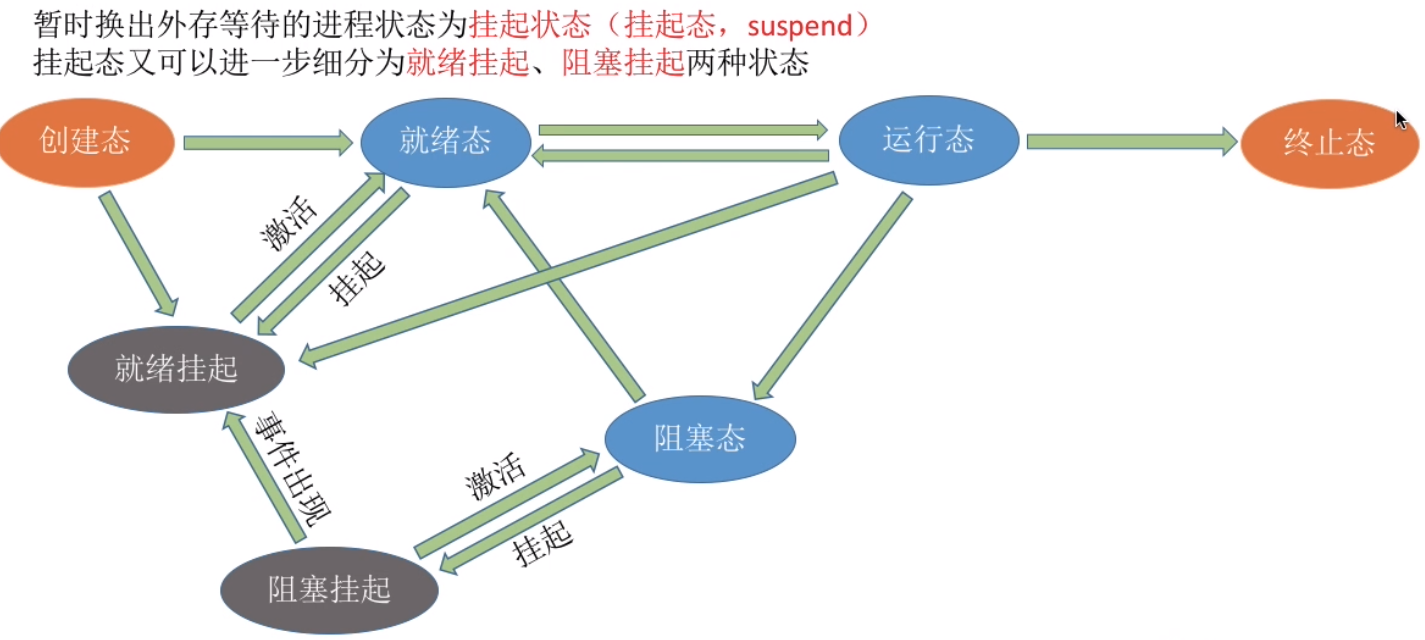 暂时换出外存等待的进程状态为挂起状态（挂起态，suspend）
挂起态又可以进一步细分为就绪挂起、阻塞挂起两种状态
创建态
就绪态
运行态
终止态
激活
挂起
就绪挂起
事件出现
阻塞态
激活
挂起
阻塞挂起